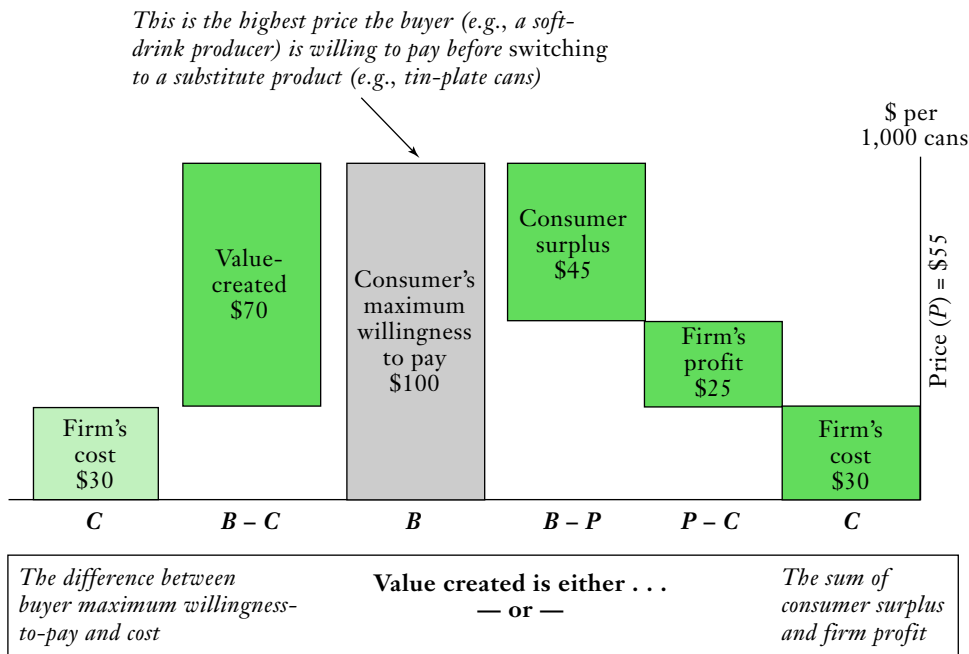 This is the highest price the buyer (e.g., a soft-
drink producer) is willing to pay before switching
to a substitute product (e.g., tin-plate cans)
$ per
1,000 cans
Firm's
cost
$30
Value-
created
$70
Consumer's
maximum
willingness
to pay
$100
Consumer
surplus
$45
Firm's
profit
$25
Firm's
cost
$30
Price (P) = $55
C
B – C
B
B – P
P – C
C
The difference between
buyer maximum willingness-
to-pay and cost
Value created is either . . .
— or —
The sum of
consumer surplus
and firm profit